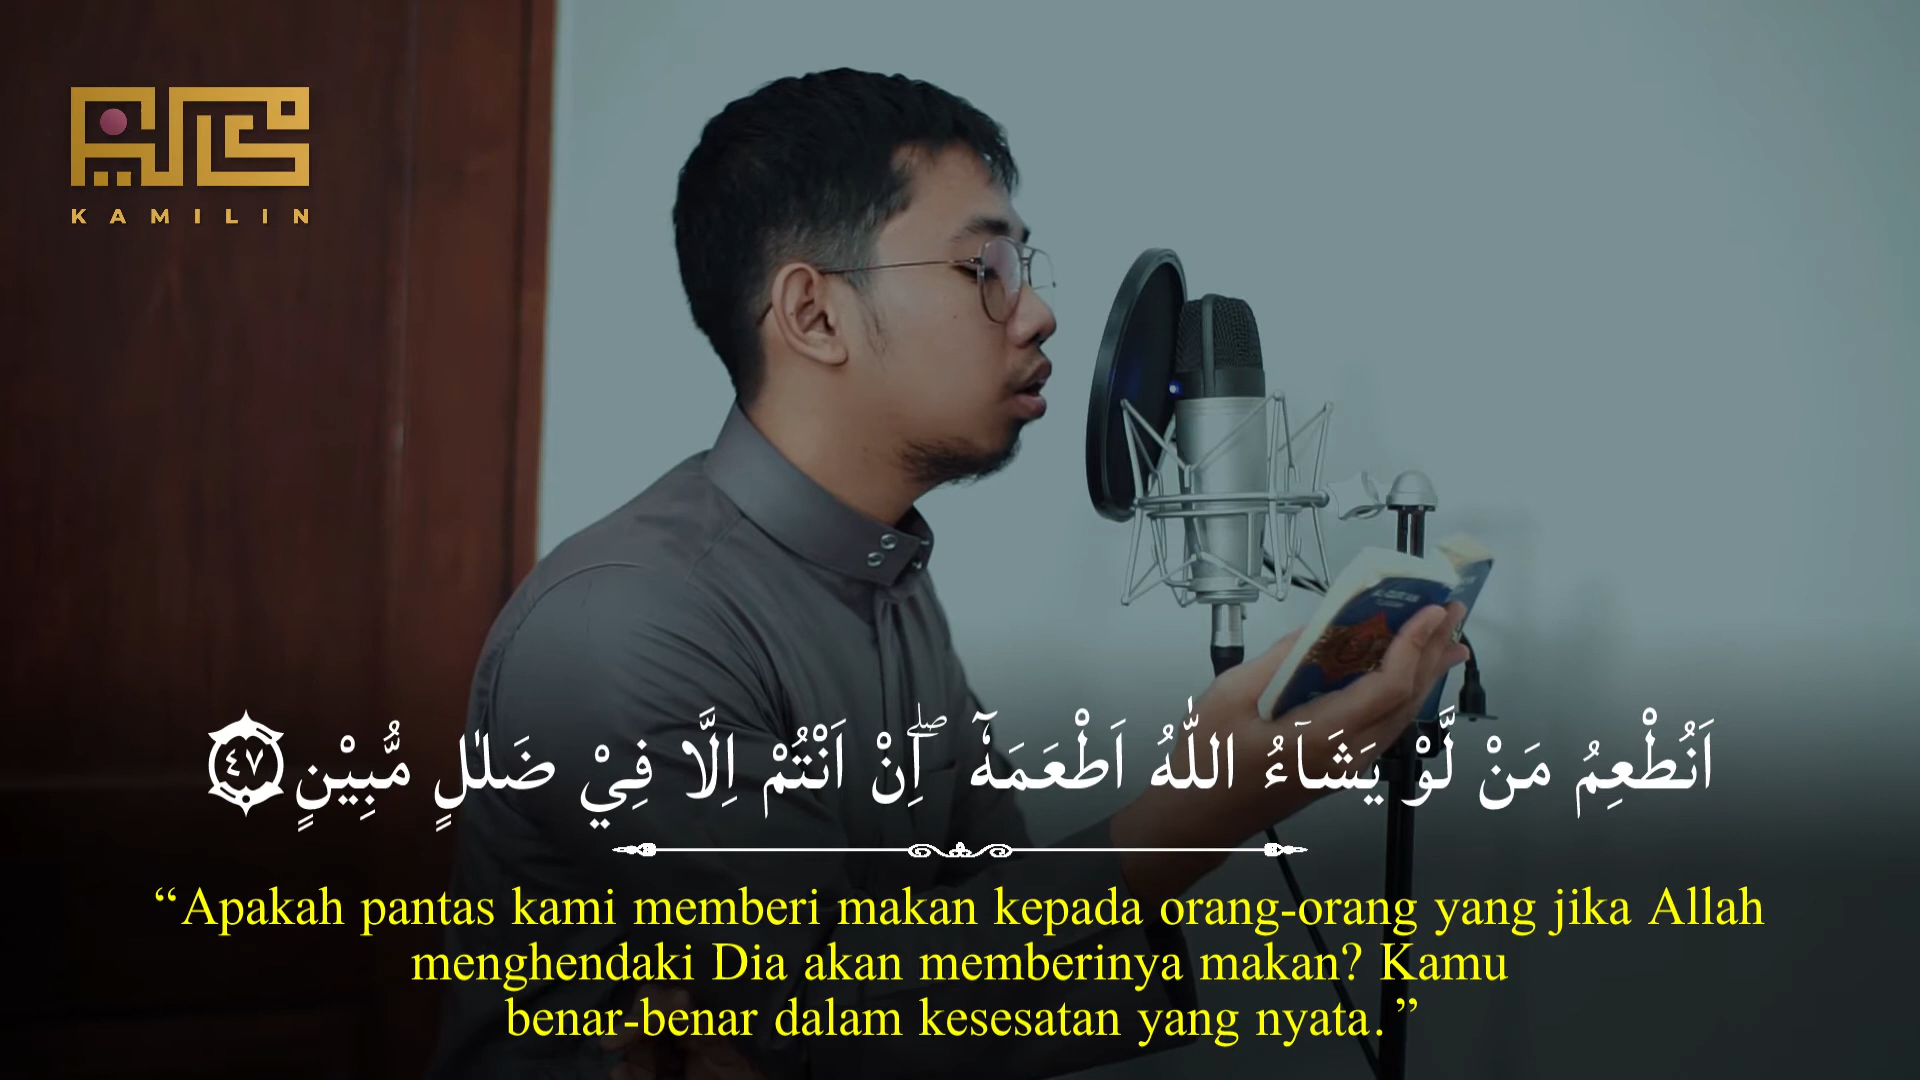 KAMILIN
اَنُطْعِمُ مَنْ لَّوْ يَشَاۤءُ اللّٰهُ اَطْعَمَهٗٓ ۖاِنْ اَنْتُمْ اِلَّا فِيْ ضَلٰلٍ مُّبِيْنٍ ٤٧
“Apakah pantas kami memberi makan kepada orang-orang yang jika Allah
menghendaki Dia akan memberinya makan? Kamu
benar-benar dalam kesesatan yang nyata.”